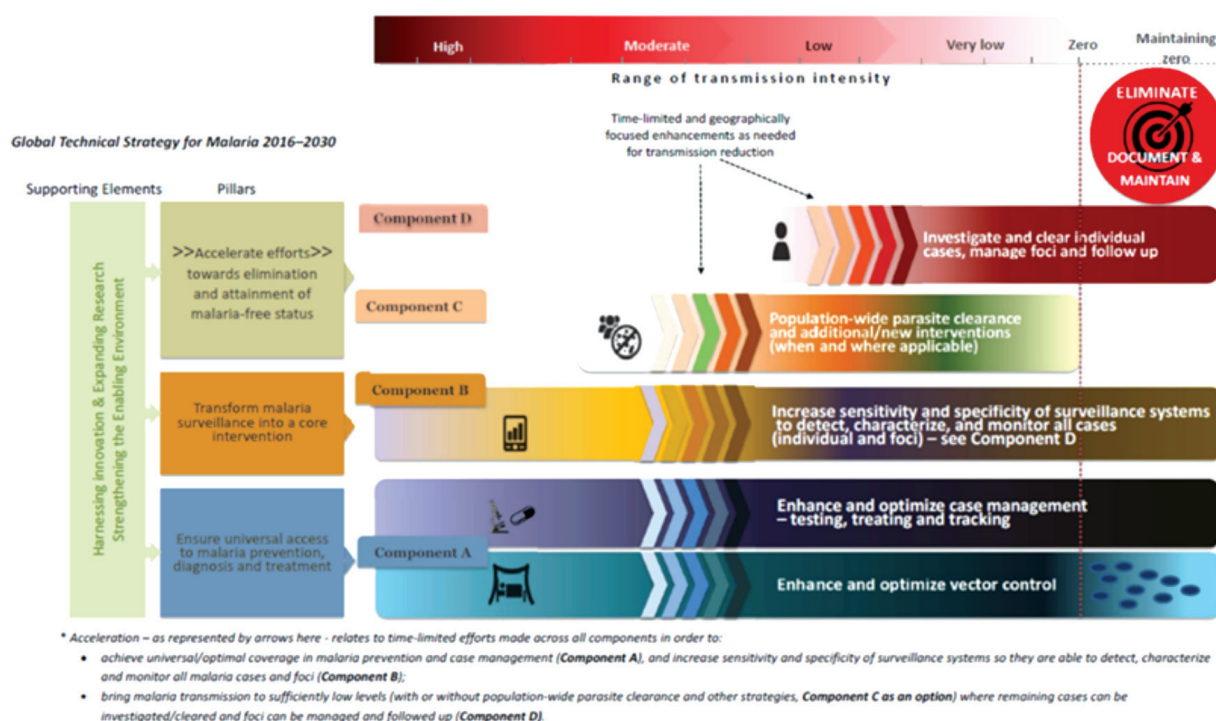 High
Moderate
Low
Very low
Zero
Maintaining
zero
Range of transmission intensity
ELIMINATE
DOCUMENT &
MAINTAIN
Time-limited and geographically
focused enhancements as needed
for transmission reduction
Global Technical Strategy for Malaria 2016–2030
Supporting Elements
Pillars
Harnessing innovation & Expanding Research
Strengthening the Enabling Environment
>>Accelerate efforts>>
towards elimination
and attainment of
malaria-free status
Component D
Component C
Investigate and clear individual
cases, manage foci and follow up
Population-wide parasite clearance
and additional/new interventions
(when and where applicable)
Transform malaria
surveillance into a core
intervention
Component B
Increase sensitivity and specificity of surveillance systems
to detect, characterize, and monitor all cases
(individual and foci) – see Component D
Ensure universal access
to malaria prevention,
diagnosis and treatment
Component A
Enhance and optimize case management
– testing, treating and tracking
Enhance and optimize vector control
* Acceleration – as represented by arrows here - relates to time-limited efforts made across all components in order to:
• achieve universal/optimal coverage in malaria prevention and case management (Component A), and increase sensitivity and specificity of surveillance systems so they are able to detect, characterize
and monitor all malaria cases and foci (Component B);
• bring malaria transmission to sufficiently low levels (with or without population-wide parasite clearance and other strategies, Component C as an option) where remaining cases can be
investigated/cleared and foci can be managed and followed up (Component D).